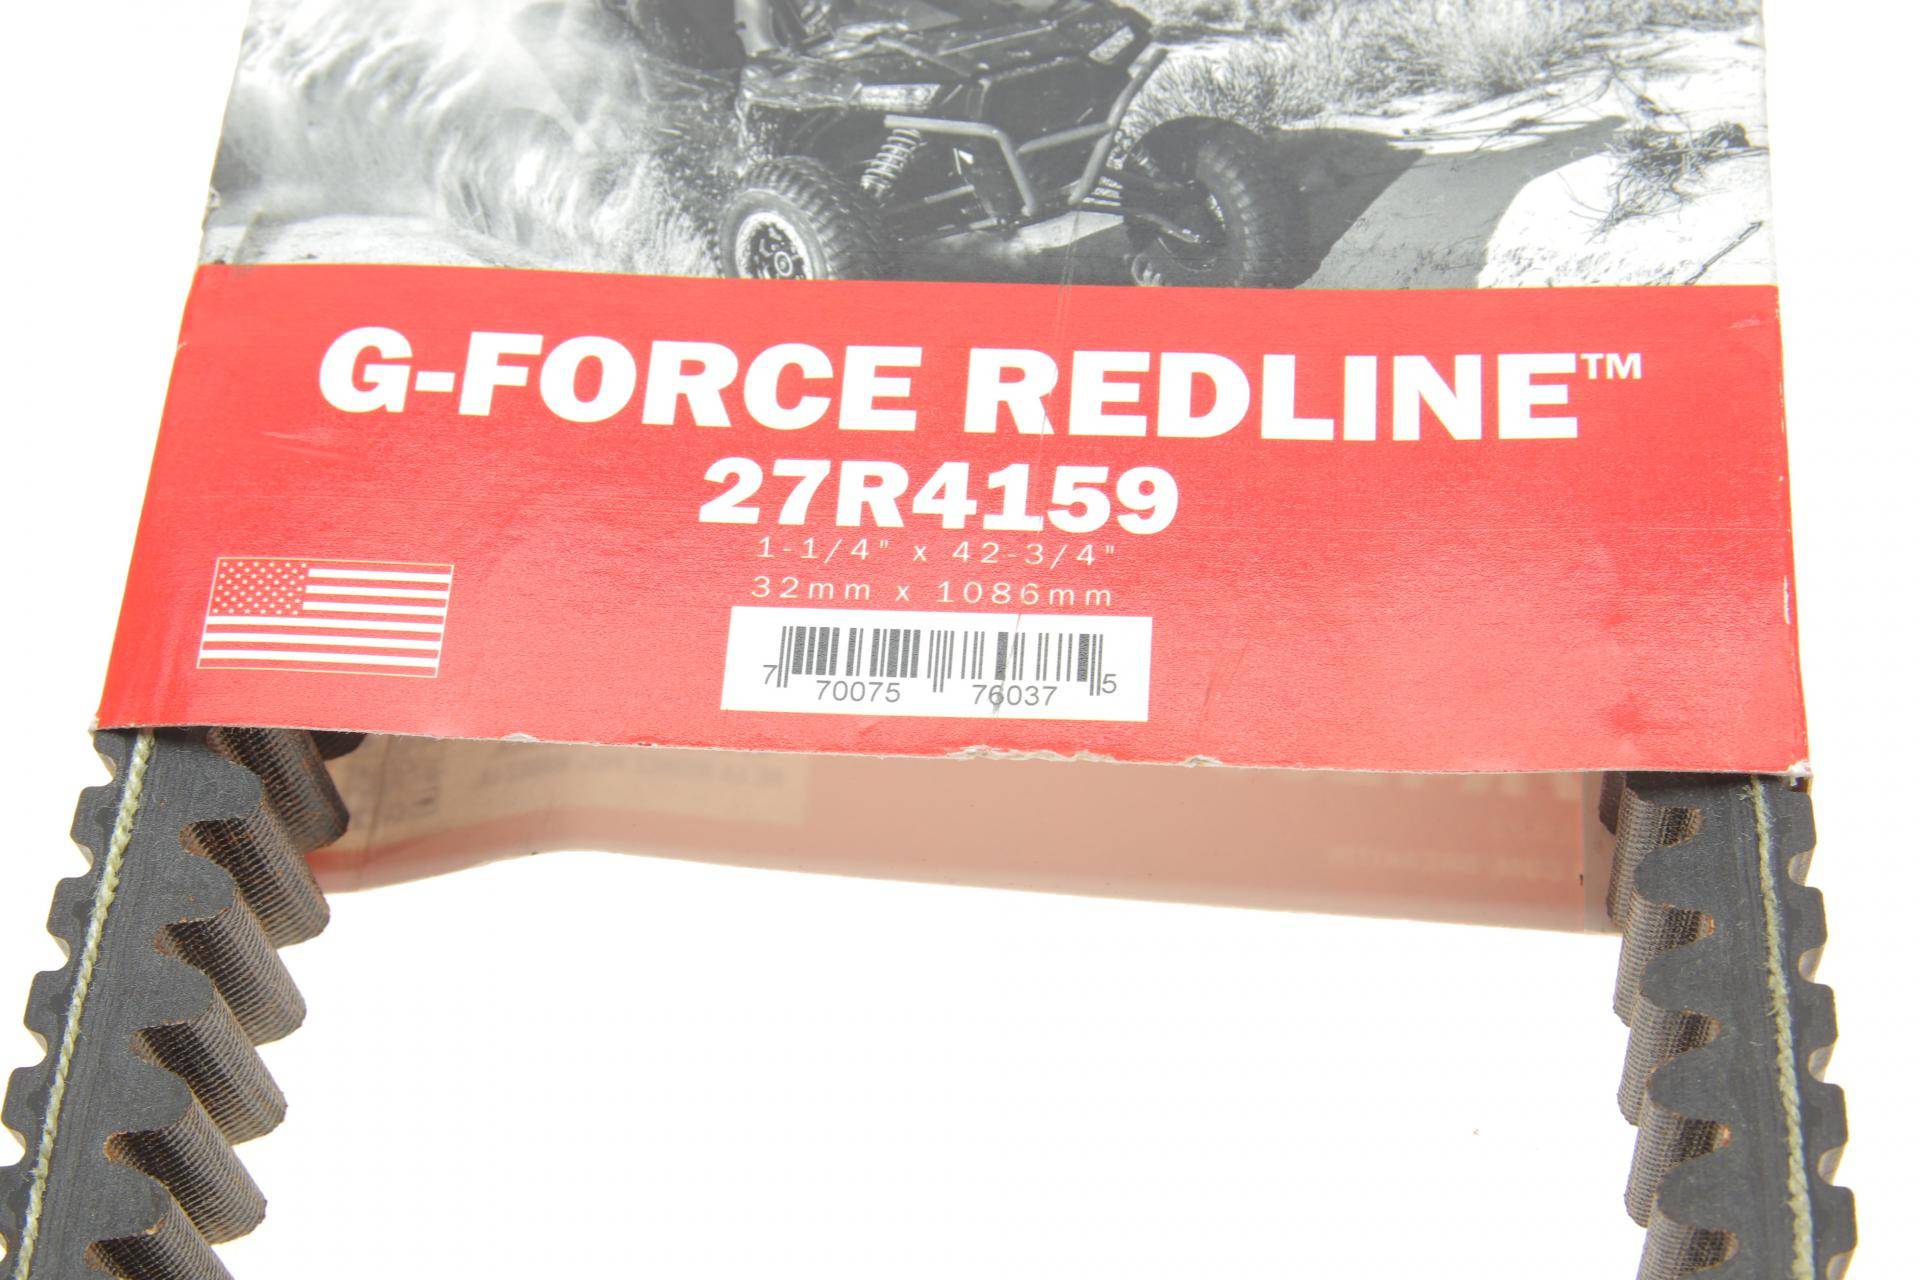 G-FORCE REDLINE™
27R4159
1-1/4" x 42-3/4"
32mm x 1086mm
7 70075 76037 5